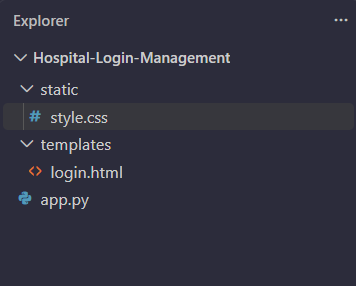 Explorer
Hospital-Login-Management
static
# style.css
templates
<> login.html
app.py